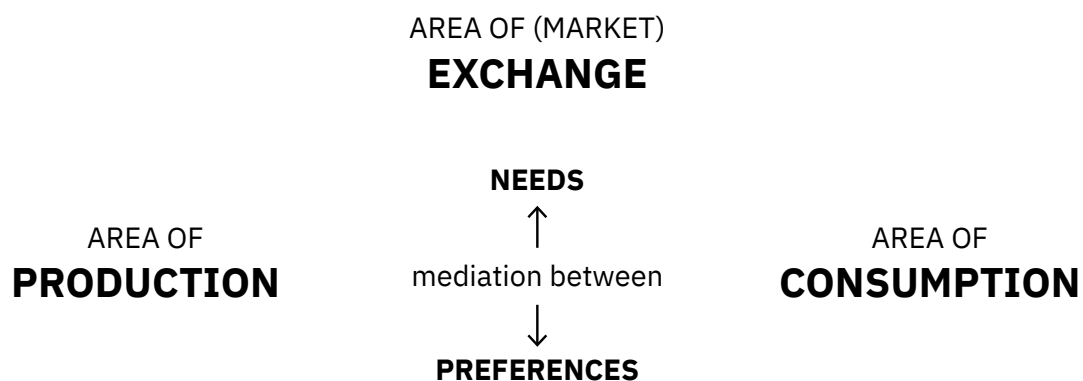 AREA OF (MARKET)
EXCHANGE
NEEDS
AREA OF
PRODUCTION
mediation between
AREA OF
CONSUMPTION
PREFERENCES